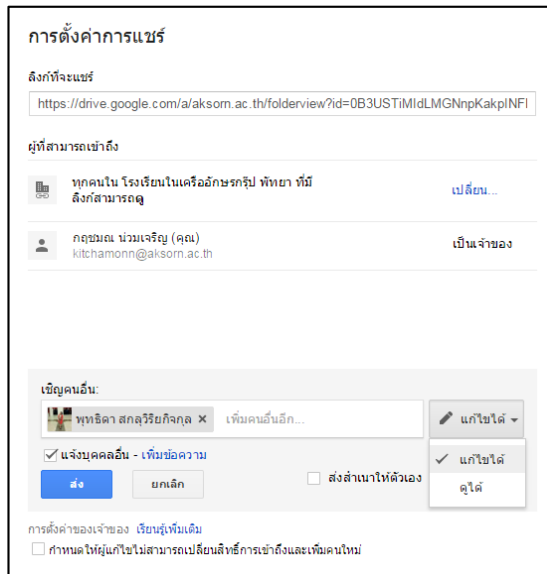 การตั้งค่าการแชร์
ลิงก์ที่จะแชร์
https://drive.google.com/a/aksorn.ac.th/folderview?id=0B3USTiMIdLMGNnpKakpINFI
ผู้ที่สามารถเข้าถึง
ทุกคนใน โรงเรียนในเครืออักษรกรุ๊ป พัทยา ที่มี
ลิงก์สามารถดู
เปลี่ยน...
กฤชมณ น่วมเจริญ (คุณ)
kitchamonn@aksorn.ac.th
เป็นเจ้าของ
เชิญคนอื่น:
พุทธิดา สกลุวิริยกิจกุล × เพิ่มคนอื่นอีก...
แก้ไขได้
แจ้งบุคคลอื่น - เพิ่มข้อความ
แก้ไขได้
ส่ง ยกเลิก ส่งสำเนาให้ตัวเอง
ดูได้
การตั้งค่าของเจ้าของ เรียนรู้เพิ่มเติม
กำหนดให้ผู้แก้ไขไม่สามารถเปลี่ยนสิทธิ์การเข้าถึงและเพิ่มคนใหม่